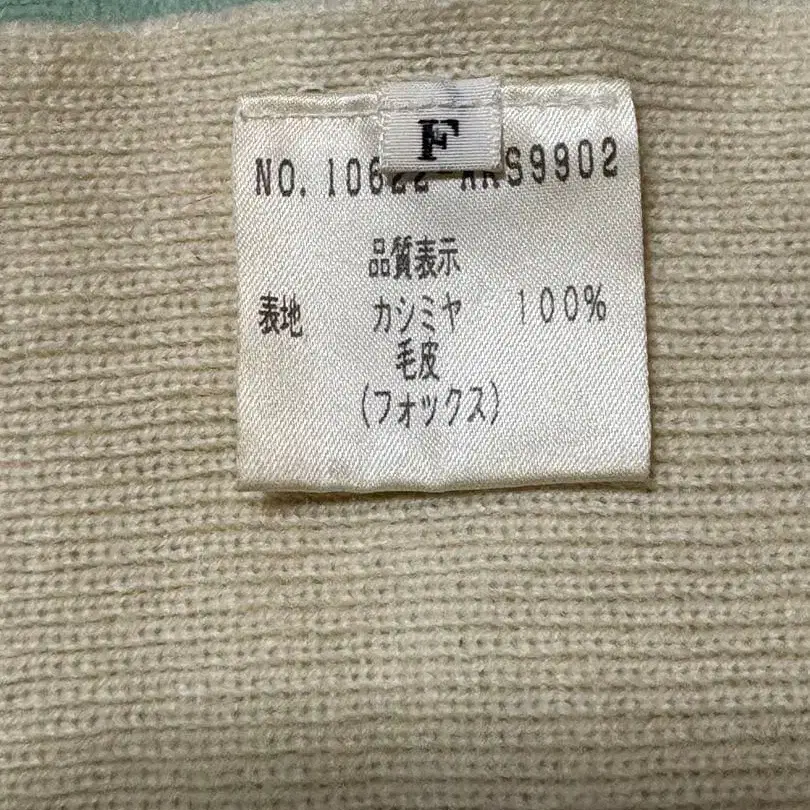 F
NO. 10622-ARS9902
品質表示
表地 カシミヤ 100%
毛皮
(フォックス)